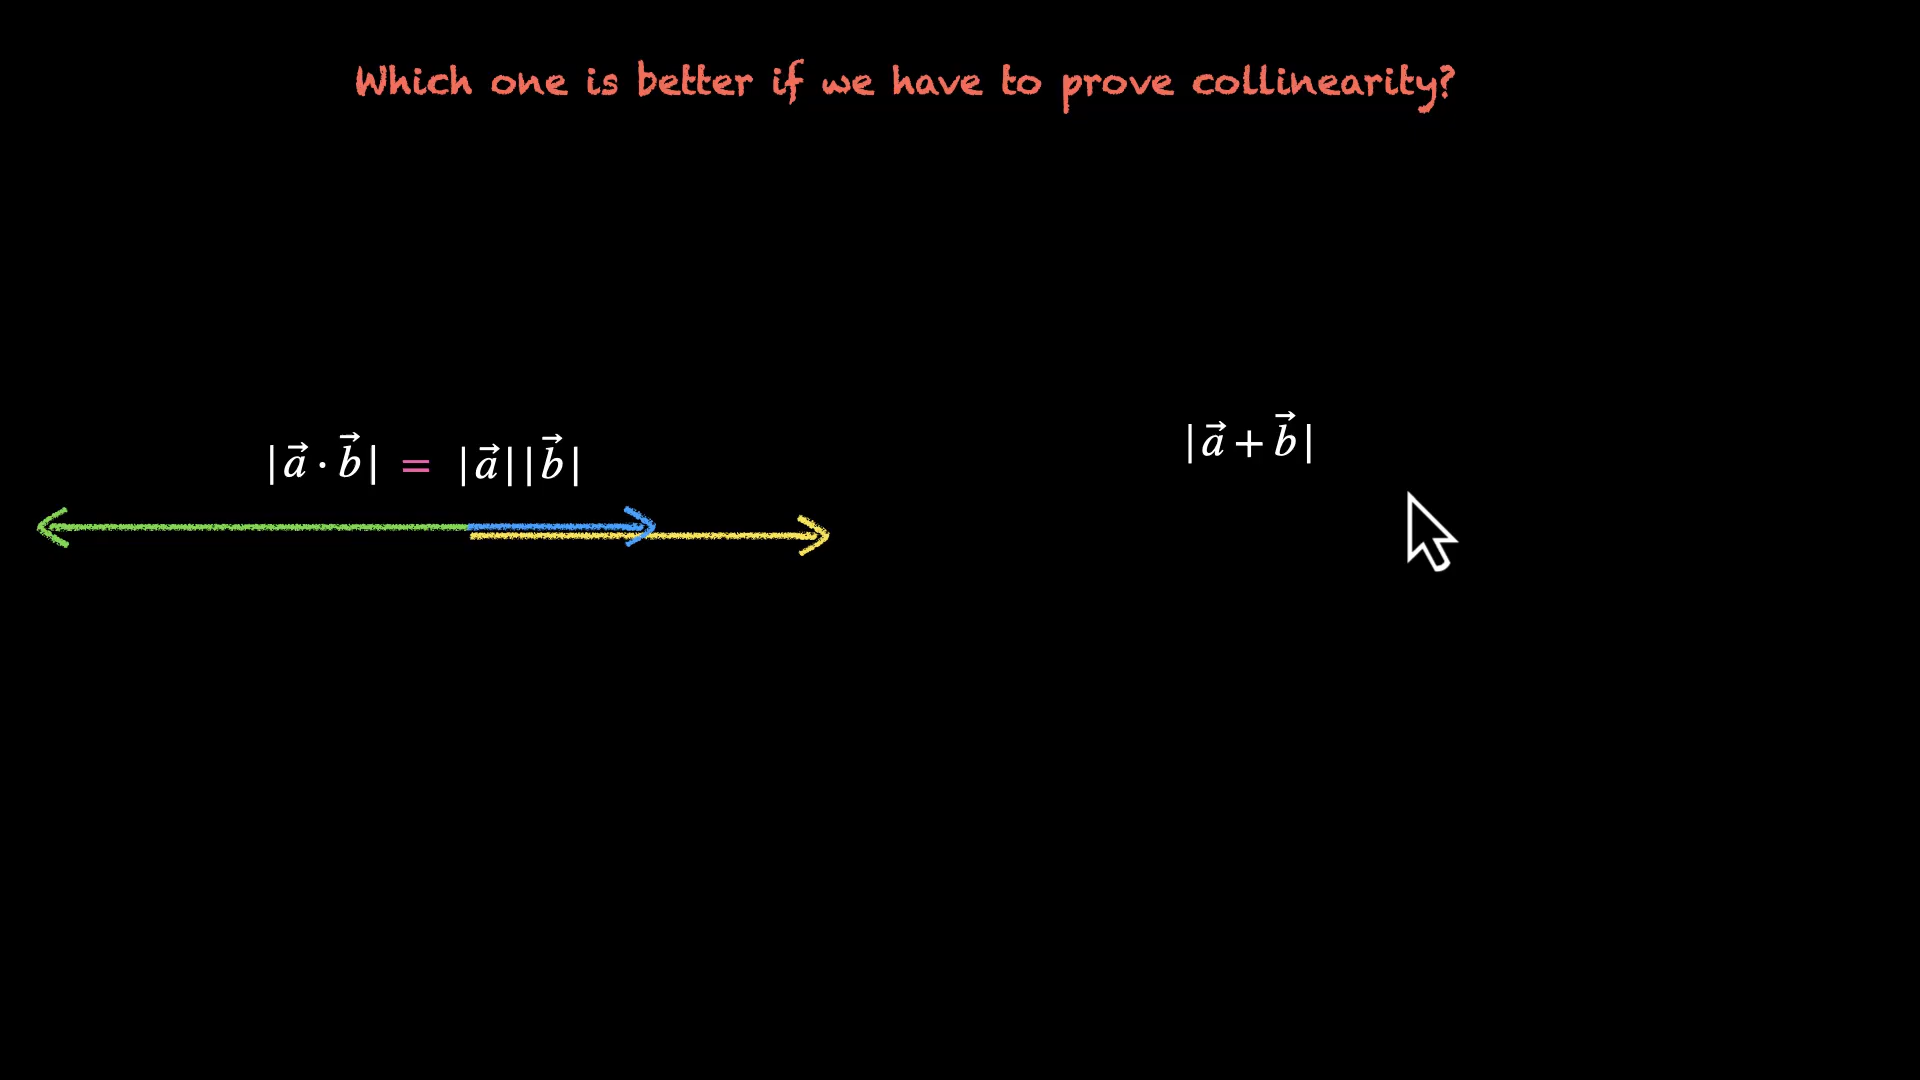 Which one is better if we have to prove collinearity?
|a⃗ · b⃗| = |a⃗||b⃗|
|a⃗ + b⃗|